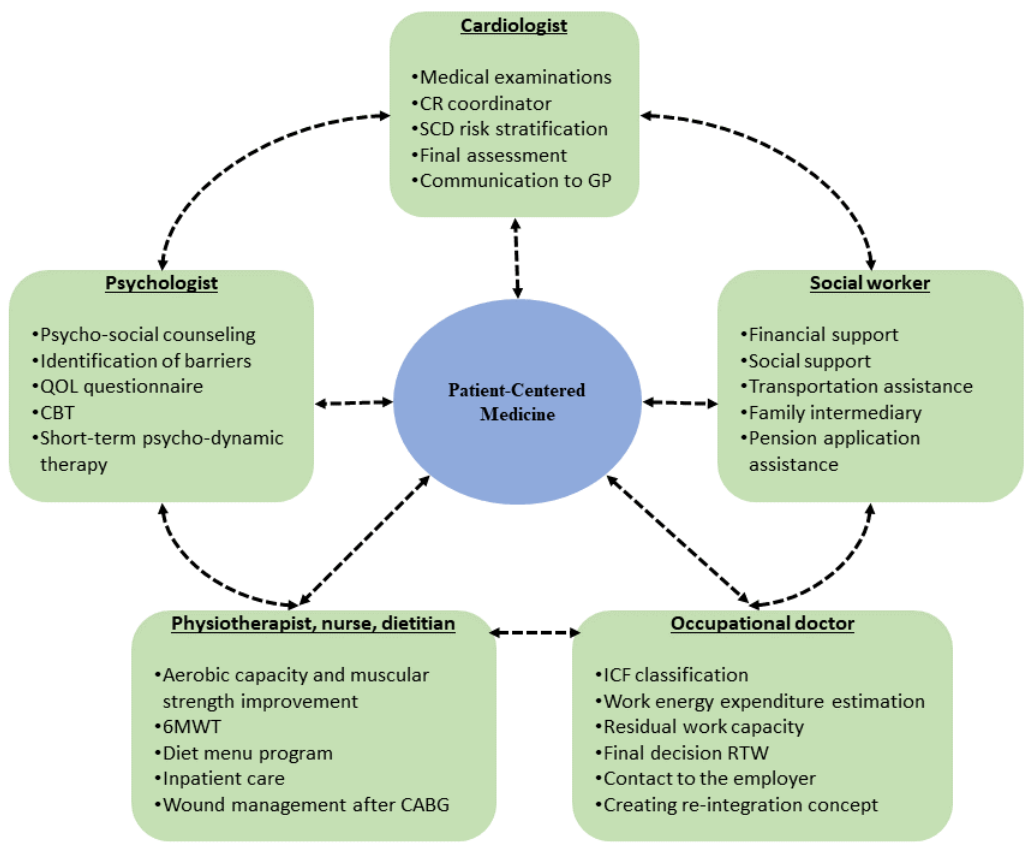 Cardiologist
•Medical examinations
•CR coordinator
•SCD risk stratification
•Final assessment
•Communication to GP
Psychologist
•Psycho-social counseling
•Identification of barriers
•QOL questionnaire
•CBT
•Short-term psycho-dynamic
therapy
Patient-Centered
Medicine
Social worker
•Financial support
•Social support
•Transportation assistance
•Family intermediary
•Pension application
assistance
Physiotherapist, nurse, dietitian
•Aerobic capacity and muscular
strength improvement
•6MWT
•Diet menu program
•Inpatient care
•Wound management after CABG
Occupational doctor
•ICF classification
•Work energy expenditure estimation
•Residual work capacity
•Final decision RTW
•Contact to the employer
•Creating re-integration concept